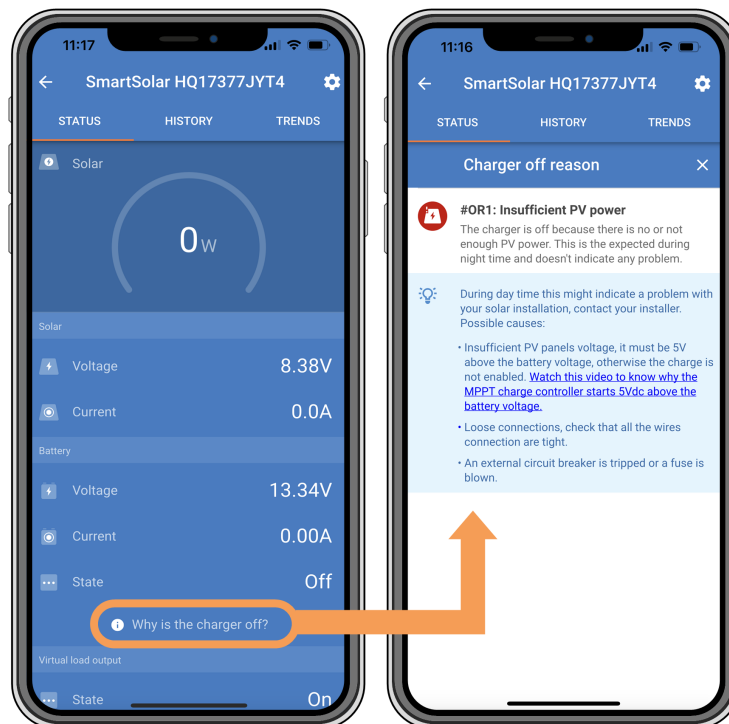 11:17
SmartSolar HQ17377JYT4
STATUS HISTORY TRENDS
Solar
0W
Solar
Voltage 8.38V
Current 0.0A
Battery
Voltage 13.34V
Current 0.00A
State Off
Why is the charger off?
Virtual load output
State On
11:16
SmartSolar HQ17377JYT4
STATUS HISTORY TRENDS
Charger off reason
#OR1: Insufficient PV power
The charger is off because there is no or not
enough PV power. This is the expected during
night time and doesn't indicate any problem.
During day time this might indicate a problem with
your solar installation, contact your installer.
Possible causes:
• Insufficient PV panels voltage, it must be 5V
above the battery voltage, otherwise the charge is
not enabled. Watch this video to know why the
MPPT charge controller starts 5Vdc above the
battery voltage.
• Loose connections, check that all the wires
connection are tight.
• An external circuit breaker is tripped or a fuse is
blown.